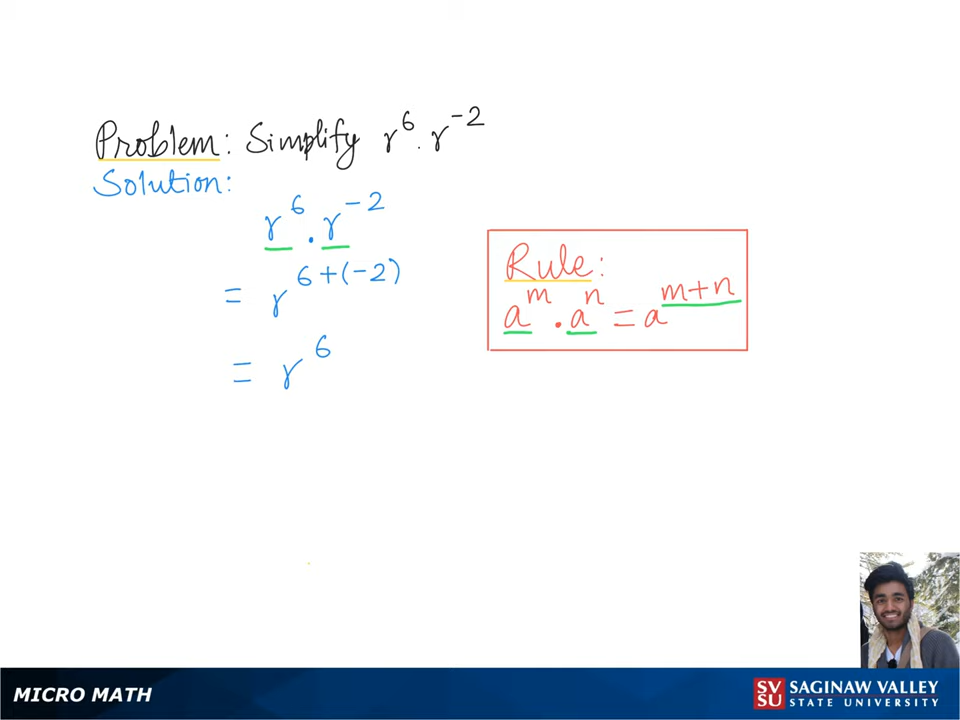 Problem: Simplify r⁶ · r⁻²
Solution:
r⁶ · r⁻²
= r⁶⁺⁽⁻²⁾
= r⁶
Rule:
aᵐ · aⁿ = aᵐ⁺ⁿ
MICRO MATH
SV SU SAGINAW VALLEY
STATE UNIVERSITY